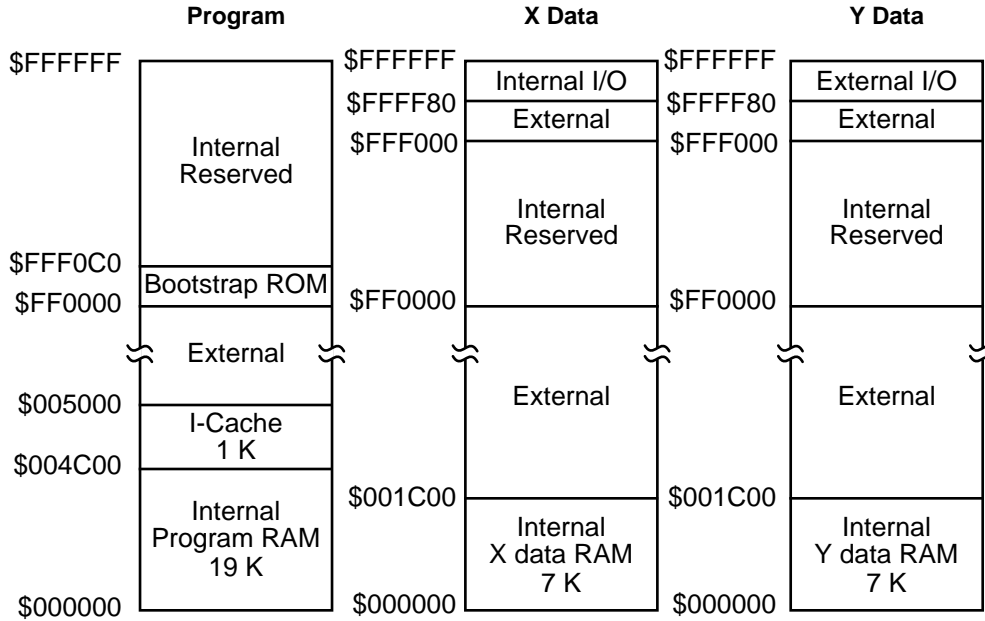 Program
$FFFFFF
Internal
Reserved
$FFF0C0
Bootstrap ROM
$FF0000
External
$005000
I-Cache
1 K
$004C00
Internal
Program RAM
19 K
$000000
X Data
$FFFFFF
Internal I/O
$FFFF80
External
$FFF000
Internal
Reserved
$FF0000
External
$001C00
Internal
X data RAM
7 K
$000000
Y Data
$FFFFFF
External I/O
$FFFF80
External
$FFF000
Internal
Reserved
$FF0000
External
$001C00
Internal
Y data RAM
7 K
$000000